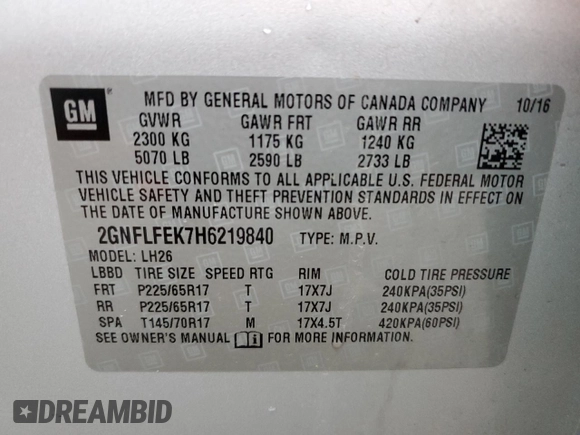 GM
MFD BY GENERAL MOTORS OF CANADA COMPANY 10/16
GVWR GAWR FRT GAWR RR
2300 KG 1175 KG 1240 KG
5070 LB 2590 LB 2733 LB
THIS VEHICLE CONFORMS TO ALL APPLICABLE U.S. FEDERAL MOTOR
VEHICLE SAFETY AND THEFT PREVENTION STANDARDS IN EFFECT ON
THE DATE OF MANUFACTURE SHOWN ABOVE.
2GNFLFEK7H6219840 TYPE: M.P.V.
MODEL: LH26
LBBD TIRE SIZE SPEED RTG RIM COLD TIRE PRESSURE
FRT P225/65R17 T 17X7J 240KPA(35PSI)
RR P225/65R17 T 17X7J 240KPA(35PSI)
SPA T145/70R17 M 17X4.5T 420KPA(60PSI)
SEE OWNER'S MANUAL FOR MORE INFORMATION.
DREAMBID